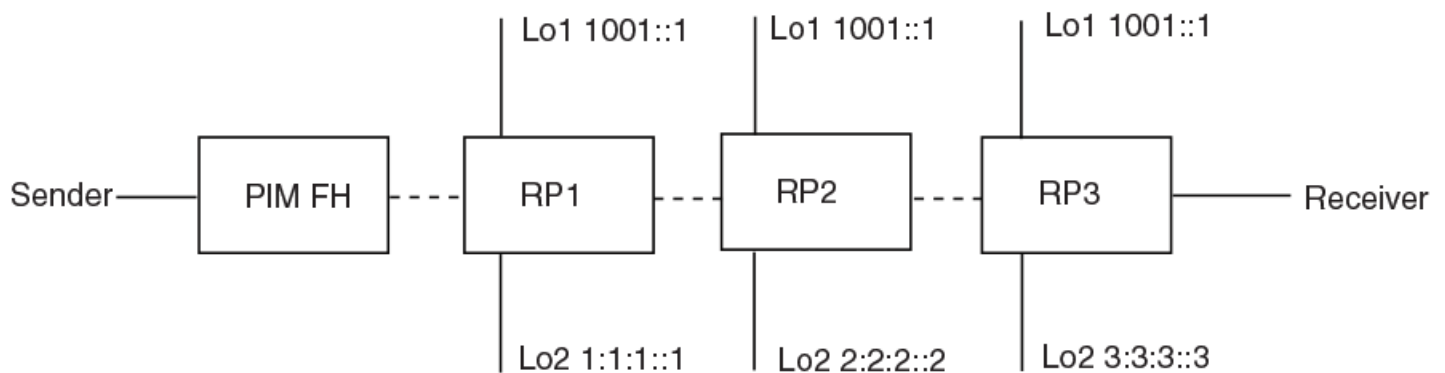 Lo1 1001::1
Lo1 1001::1
Lo1 1001::1
Sender
PIM FH
RP1
RP2
RP3
Receiver
Lo2 1:1:1::1
Lo2 2:2:2::2
Lo2 3:3:3::3